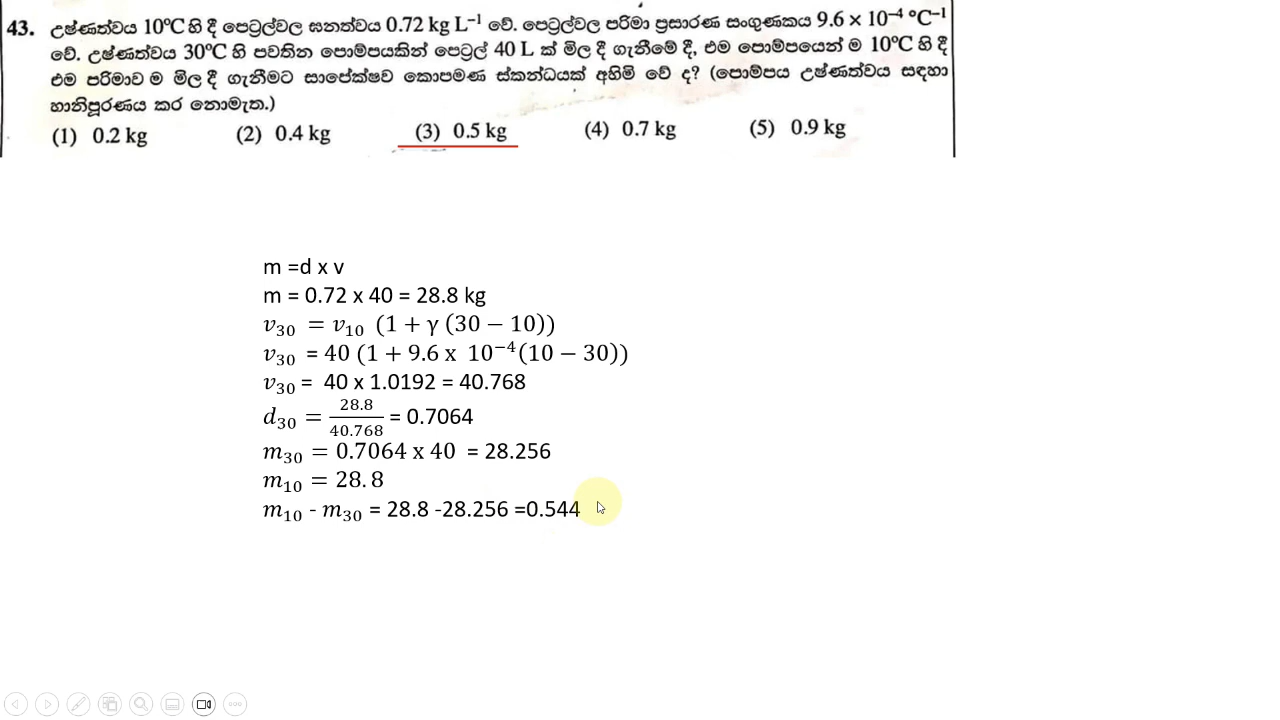 43. උෂ්ණත්වය 10°C හි දී පෙට්‍රල්වල ඝනත්වය 0.72 kg L⁻¹ වේ. පෙට්‍රල්වල පරිමා ප්‍රසාරණ සංගුණකය 9.6 × 10⁻⁴ °C⁻¹
වේ. උෂ්ණත්වය 30°C හි පවතින පොම්පයකින් පෙට්‍රල් 40 L ක් මිල දී ගැනීමේ දී, එම පොම්පයෙන් ම 10°C හි දී
එම පරිමාව ම මිල දී ගැනීමට සාපේක්ෂව කොපමණ ස්කන්ධයක් අහිමි වේ ද? (පොම්පය උෂ්ණත්වය සඳහා
හානිපූරණය කර නොමැත.)
(1) 0.2 kg (2) 0.4 kg (3) 0.5 kg (4) 0.7 kg (5) 0.9 kg
m =d x v
m = 0.72 x 40 = 28.8 kg
v₃₀ = v₁₀ (1 + γ (30 − 10))
v₃₀ = 40 (1 + 9.6 x 10⁻⁴(10 − 30))
v₃₀ = 40 x 1.0192 = 40.768
d₃₀ = 28.8/40.768 = 0.7064
m₃₀ = 0.7064 x 40 = 28.256
m₁₀ = 28.8
m₁₀ - m₃₀ = 28.8 -28.256 =0.544